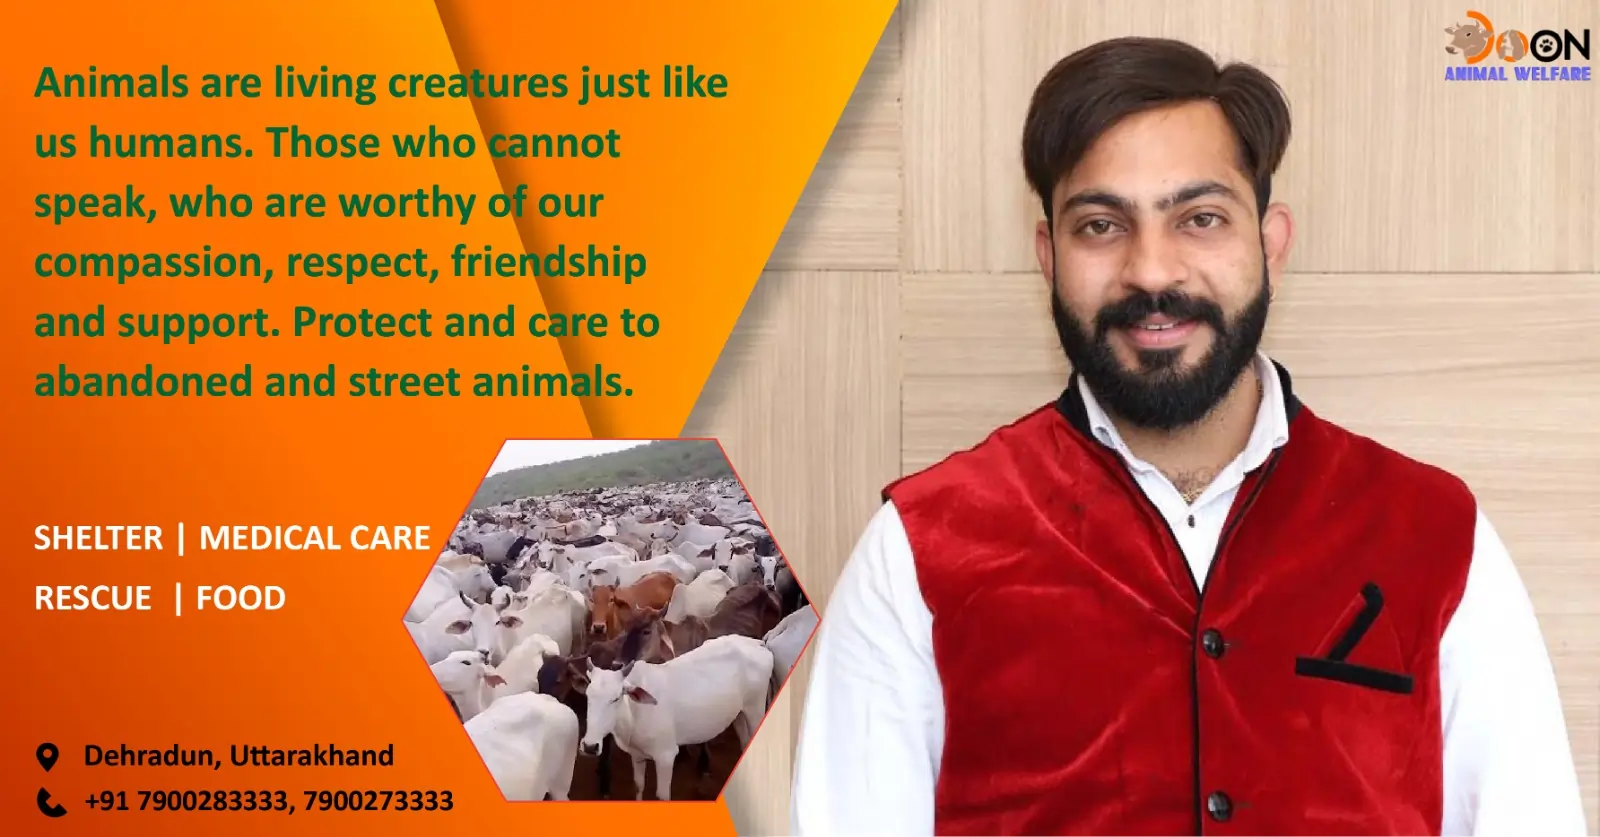 Animals are living creatures just like
us humans. Those who cannot
speak, who are worthy of our
compassion, respect, friendship
and support. Protect and care to
abandoned and street animals.
SHELTER | MEDICAL CARE
RESCUE | FOOD
Dehradun, Uttarakhand
+91 7900283333, 7900273333
DOON
ANIMAL WELFARE